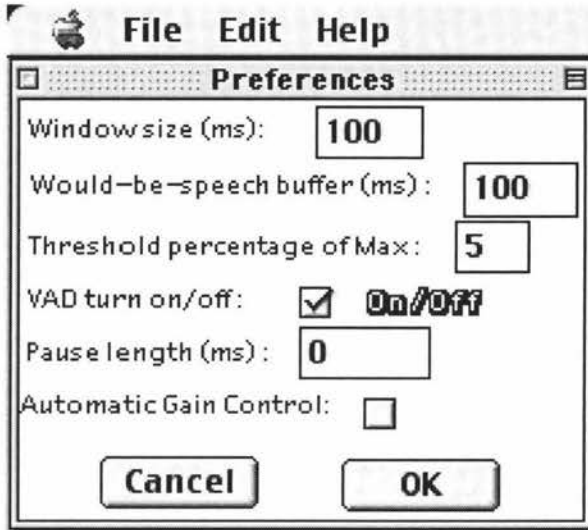 File Edit Help
Preferences
Window size (ms): 100
Would-be-speech buffer (ms) : 100
Threshold percentage of Max : 5
VAD turn on/off : On/Off
Pause length (ms) : 0
Automatic Gain Control:
Cancel OK